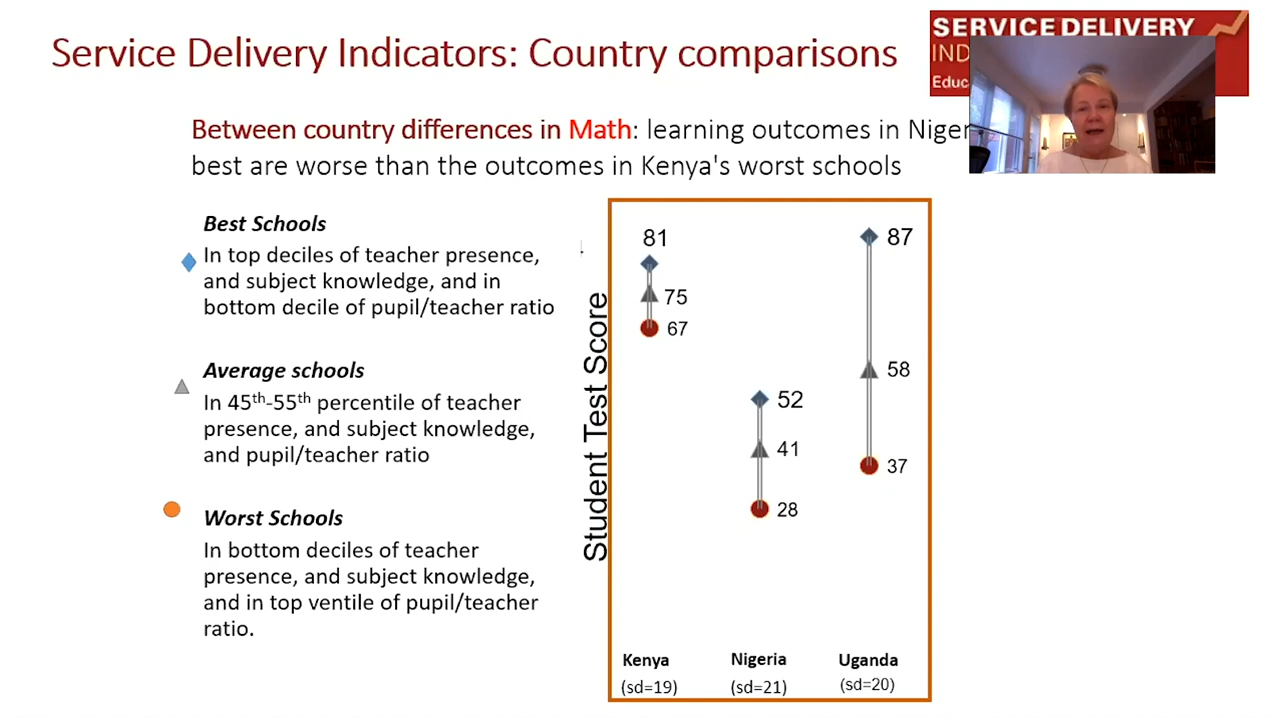 Service Delivery Indicators: Country comparisons
SERVICE DELIVERY
Between country differences in Math: learning outcomes in
best are worse than the outcomes in Kenya's worst schools
Best Schools
In top deciles of teacher presence,
and subject knowledge, and in
bottom decile of pupil/teacher ratio
Average schools
In 45th-55th percentile of teacher
presence, and subject knowledge,
and pupil/teacher ratio
Worst Schools
In bottom deciles of teacher
presence, and subject knowledge,
and in top ventile of pupil/teacher
ratio.
Student Test Score
81
75
67
52
41
28
87
58
37
Kenya
(sd=19)
Nigeria
(sd=21)
Uganda
(sd=20)